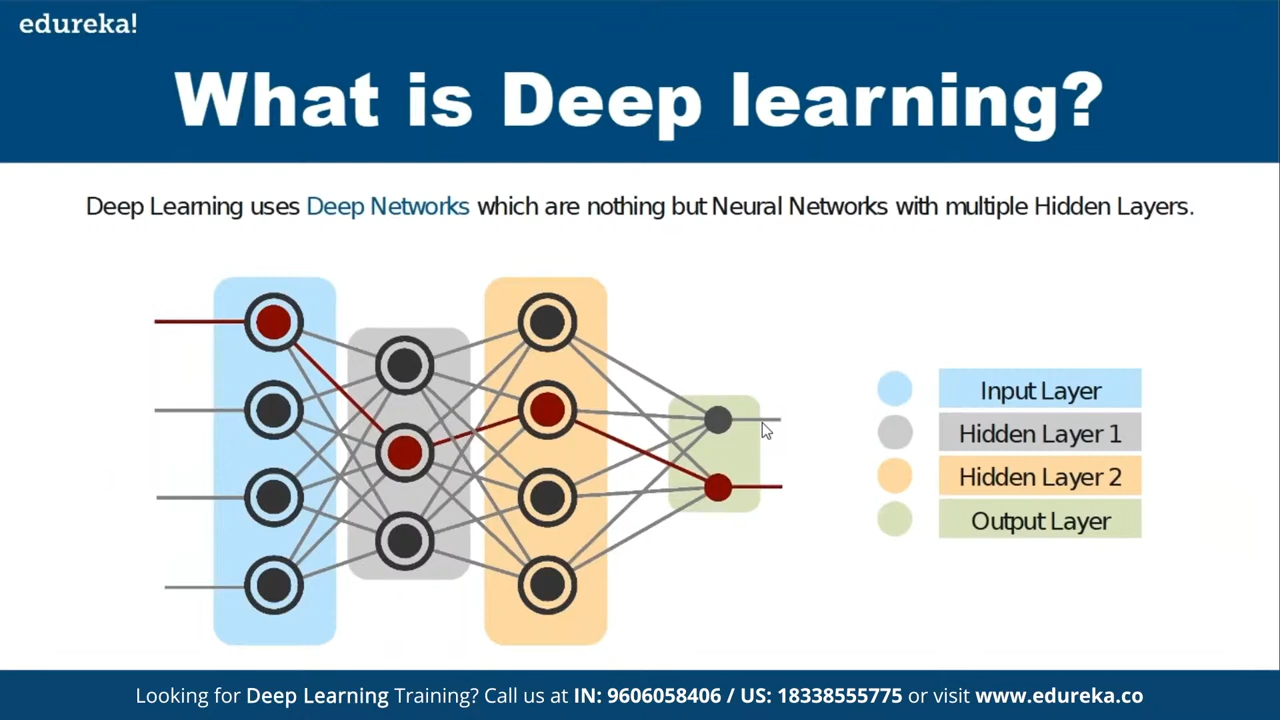 edureka!
What is Deep learning?
Deep Learning uses Deep Networks which are nothing but Neural Networks with multiple Hidden Layers.
Input Layer
Hidden Layer 1
Hidden Layer 2
Output Layer
Looking for Deep Learning Training? Call us at IN: 9606058406 / US: 18338555775 or visit www.edureka.co